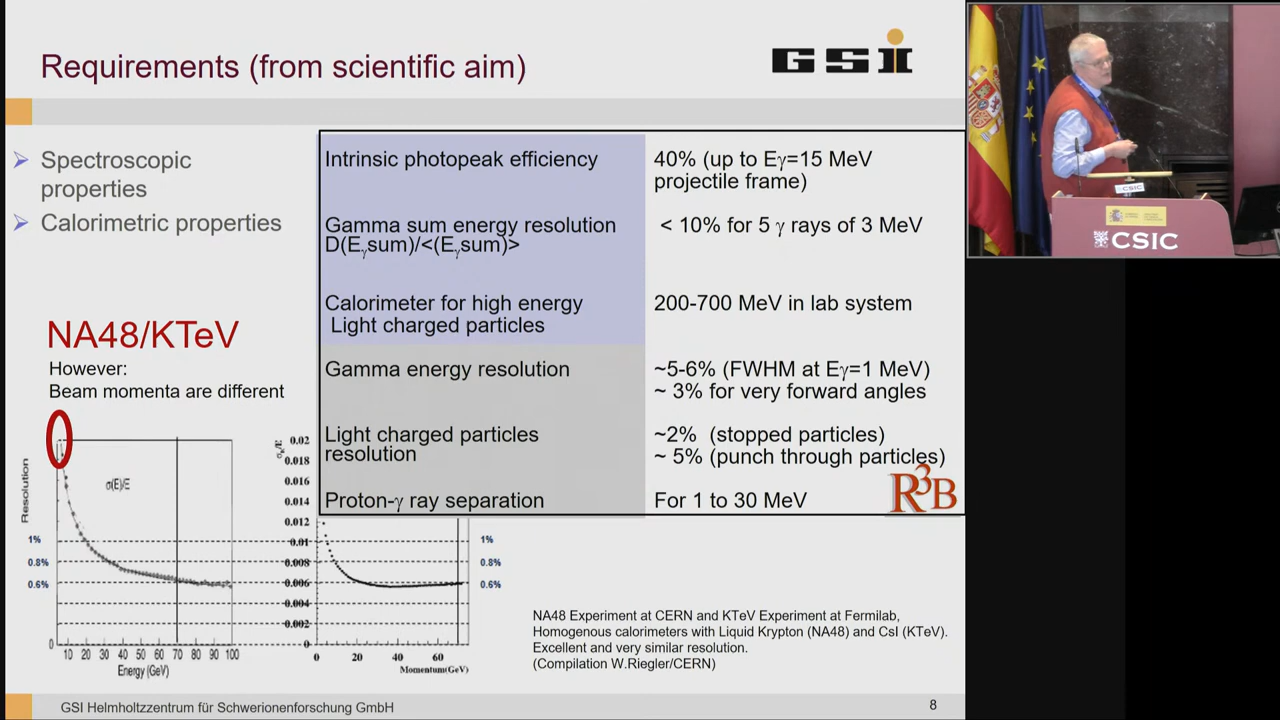 Requirements (from scientific aim)
GSI
Spectroscopic
properties
Calorimetric properties
NA48/KTeV
However:
Beam momenta are different
Intrinsic photopeak efficiency
40% (up to Eγ=15 MeV
projectile frame)
Gamma sum energy resolution
D(Eγsum)/<(Eγsum)>
< 10% for 5 γ rays of 3 MeV
Calorimeter for high energy
Light charged particles
200-700 MeV in lab system
Gamma energy resolution
~5-6% (FWHM at Eγ=1 MeV)
~ 3% for very forward angles
Light charged particles
resolution
~2% (stopped particles)
~ 5% (punch through particles)
Proton-γ ray separation
For 1 to 30 MeV
R3B
Resolution
σ(E)/E
1%
0.8%
0.6%
0
10 20 30 40 50 60 70 80 90 100
Energy (GeV)
0.02
0.018
0.016
0.014
0.012
0.01
0.008
0.006
0.004
0.002
0
1%
0.8%
0.6%
0 20 40 60
Momentum(GeV)
NA48 Experiment at CERN and KTeV Experiment at Fermilab,
Homogenous calorimeters with Liquid Krypton (NA48) and CsI (KTeV).
Excellent and very similar resolution.
(Compilation W.Riegler/CERN)
GSI Helmholtzzentrum für Schwerionenforschung GmbH
8
CSIC
CSIC